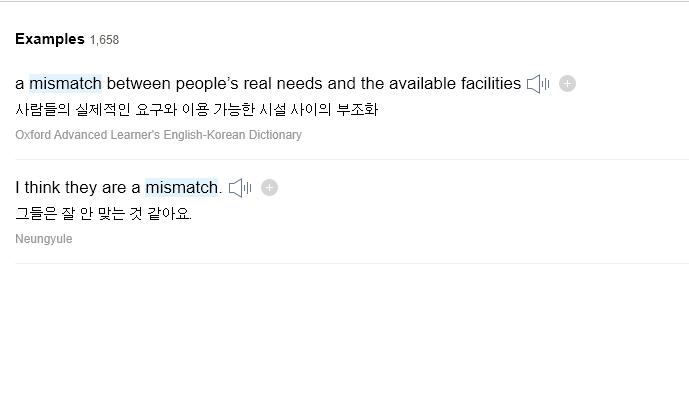 Examples 1,658
a mismatch between people’s real needs and the available facilities
사람들의 실제적인 요구와 이용 가능한 시설 사이의 부조화
Oxford Advanced Learner's English-Korean Dictionary
I think they are a mismatch.
그들은 잘 안 맞는 것 같아요.
Neungyule